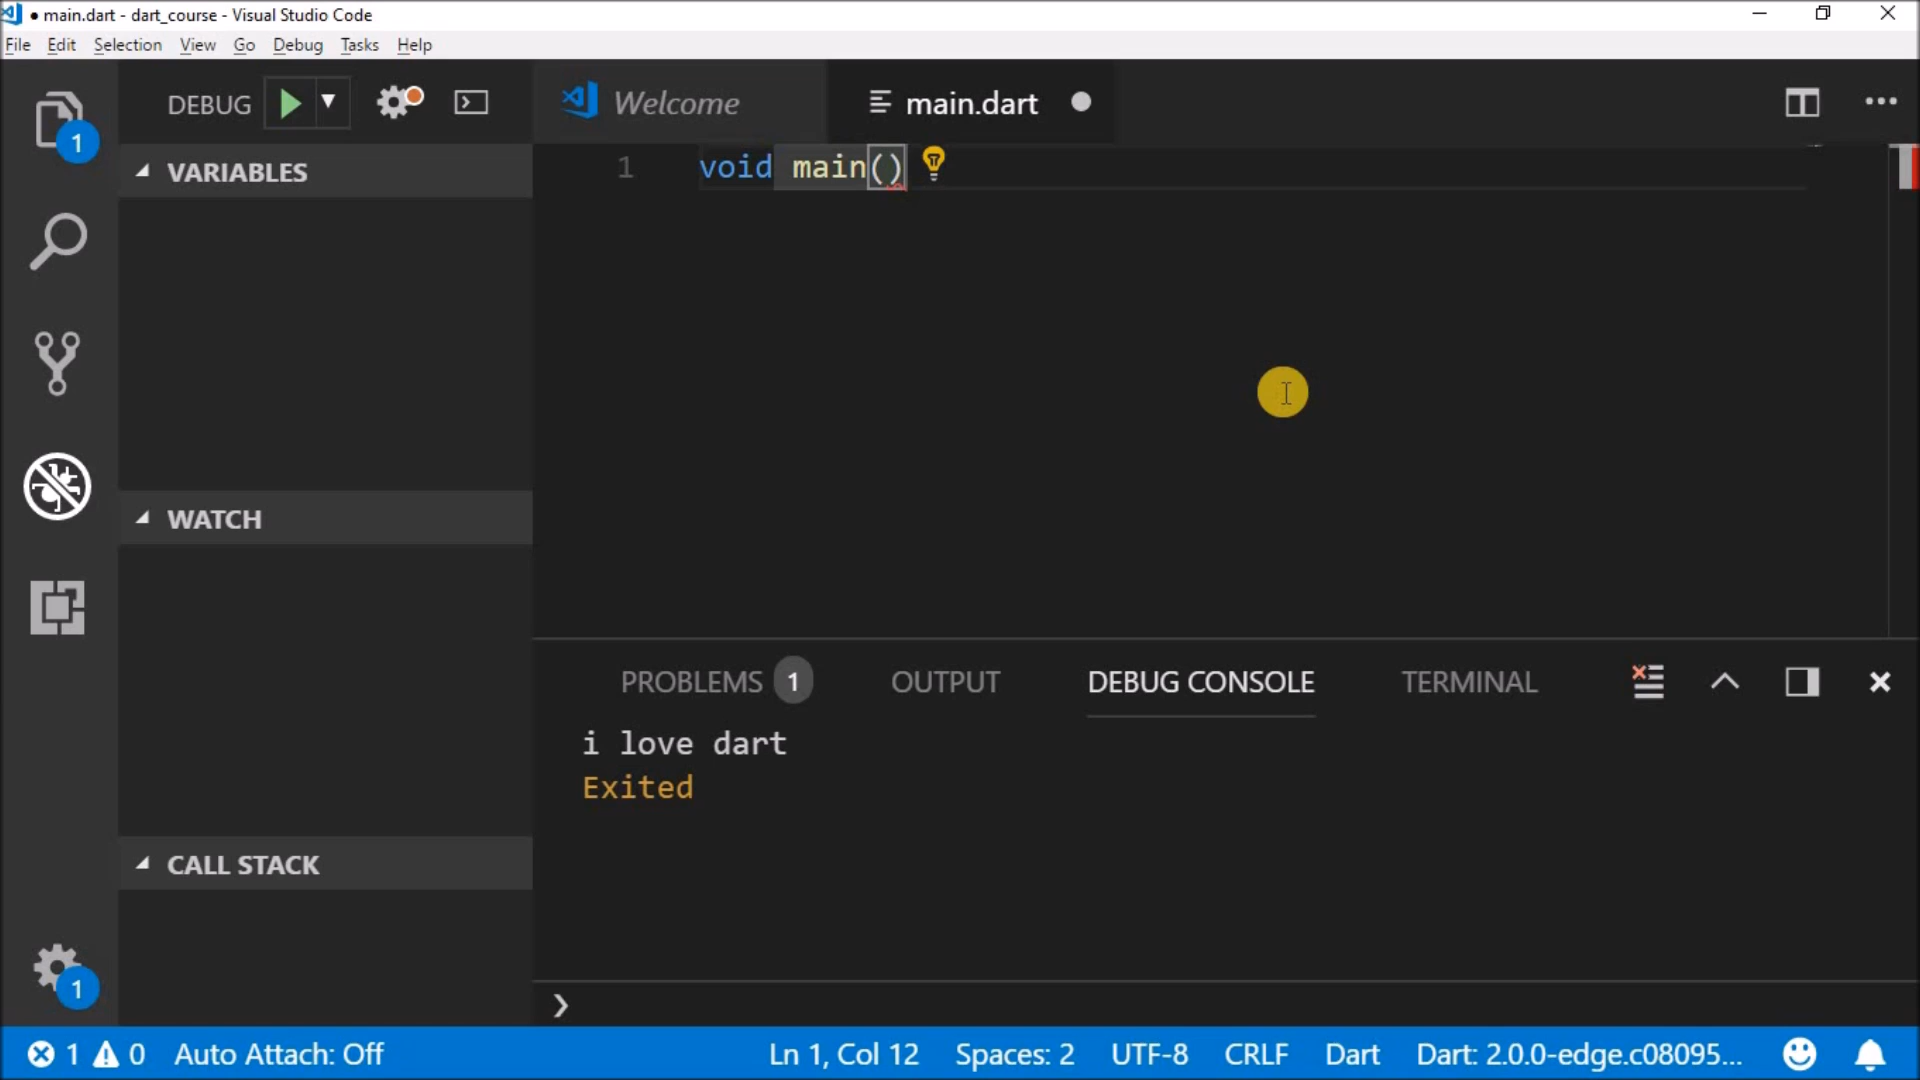 main.dart - dart_course - Visual Studio Code
File Edit Selection View Go Debug Tasks Help
DEBUG
Welcome
main.dart
1
VARIABLES
1 void main()
WATCH
PROBLEMS 1 OUTPUT DEBUG CONSOLE TERMINAL
i love dart
Exited
CALL STACK
1
1 0 Auto Attach: Off Ln 1, Col 12 Spaces: 2 UTF-8 CRLF Dart Dart: 2.0.0-edge.c08095...